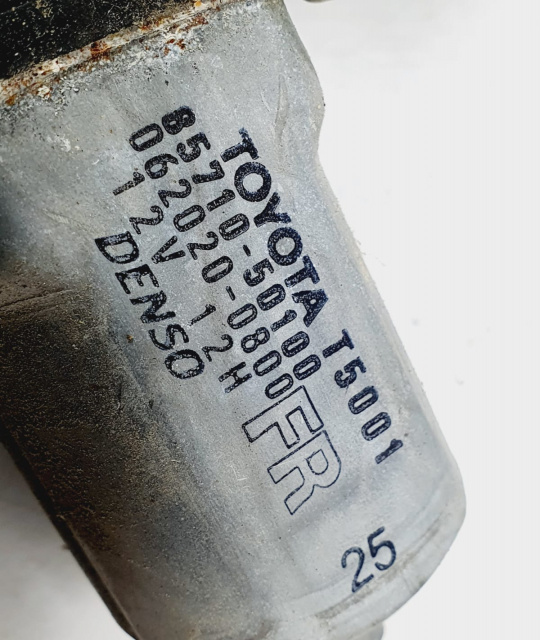 TOYOTA T5001
85710-50100
062020-0800
12V 12H
DENSO
FR
25